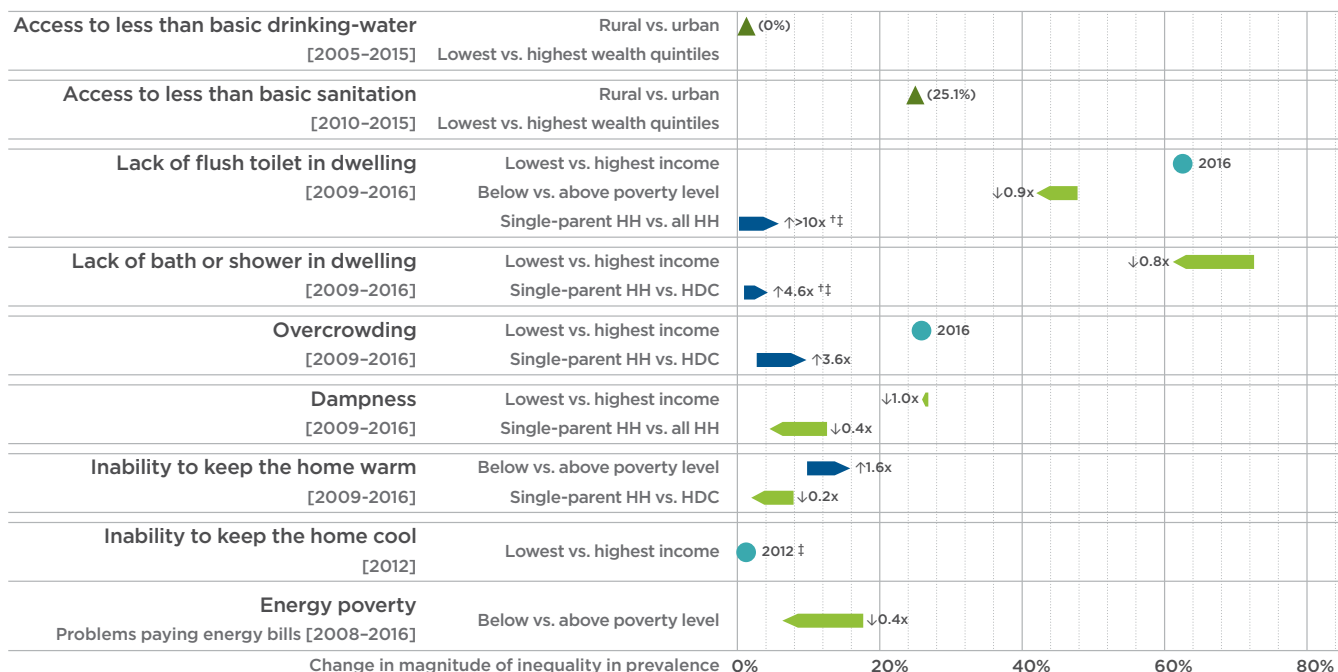 Access to less than basic drinking-water Rural vs. urban (0%)
[2005–2015] Lowest vs. highest wealth quintiles
Access to less than basic sanitation Rural vs. urban (25.1%)
[2010–2015] Lowest vs. highest wealth quintiles
Lack of flush toilet in dwelling Lowest vs. highest income 2016
[2009–2016] Below vs. above poverty level ↓0.9x
Single-parent HH vs. all HH ↑>10x †‡
Lack of bath or shower in dwelling Lowest vs. highest income ↓0.8x
[2009–2016] Single-parent HH vs. HDC ↑4.6x †‡
Overcrowding Lowest vs. highest income 2016
[2009–2016] Single-parent HH vs. HDC ↑3.6x
Dampness Lowest vs. highest income ↓1.0x
[2009–2016] Single-parent HH vs. all HH ↓0.4x
Inability to keep the home warm Below vs. above poverty level ↑1.6x
[2009-2016] Single-parent HH vs. HDC ↓0.2x
Inability to keep the home cool
Lowest vs. highest income 2012 ‡
[2012]
Energy poverty
Below vs. above poverty level ↓0.4x
Problems paying energy bills [2008–2016]
Change in magnitude of inequality in prevalence 0% 20% 40% 60% 80%